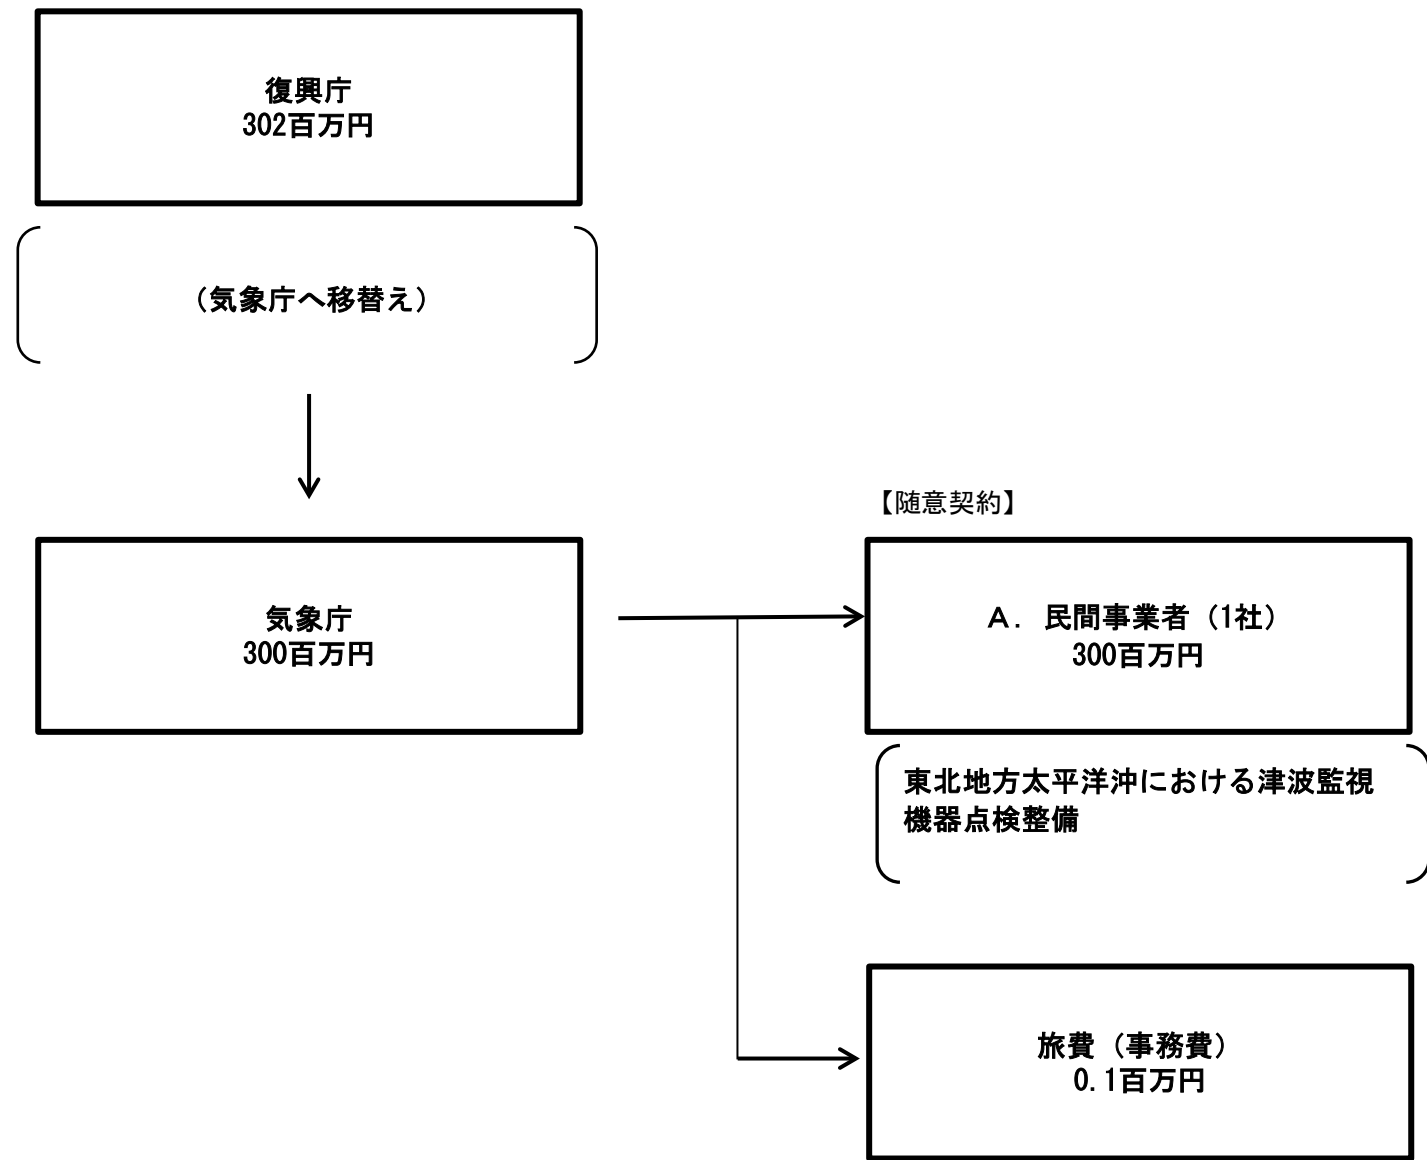 復興庁
302百万円
（気象庁へ移替え）
気象庁
300百万円
【随意契約】
Ａ．民間事業者（1社）
300百万円
東北地方太平洋沖における津波監視
機器点検整備
旅費（事務費）
0.1百万円